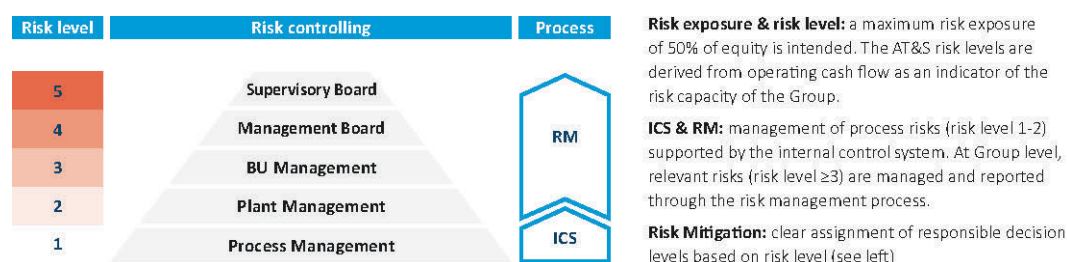 Risk level Risk controlling Process
5 Supervisory Board
4 Management Board
RM
3 BU Management
2 Plant Management
1 Process Management ICS
Risk exposure & risk level: a maximum risk exposure
of 50% of equity is intended. The AT&S risk levels are
derived from operating cash flow as an indicator of the
risk capacity of the Group.
ICS & RM: management of process risks (risk level 1-2)
supported by the internal control system. At Group level,
relevant risks (risk level ≥3) are managed and reported
through the risk management process.
Risk Mitigation: clear assignment of responsible decision
levels based on risk level (see left)